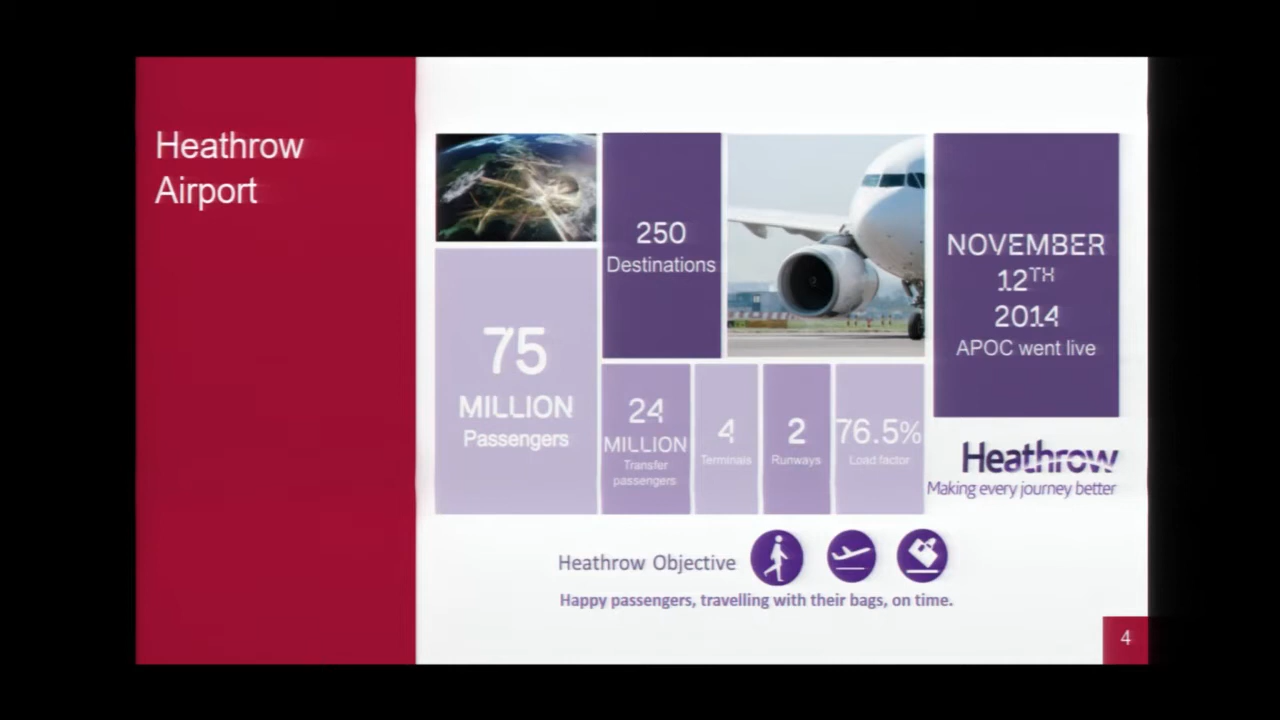 Heathrow
Airport
250
Destinations
NOVEMBER
12TH
2014
APOC went live
75
MILLION
Passengers
24
MILLION
Transfer
passengers
4
Terminals
2
Runways
76.5%
Load factor
Heathrow
Making every journey better
Heathrow Objective
Happy passengers, travelling with their bags, on time.
4